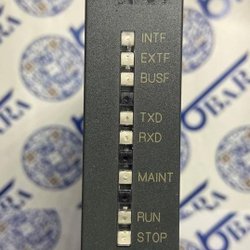 INTF
EXTF
BUSF
TXD
RXD
MAINT
RUN
STOP